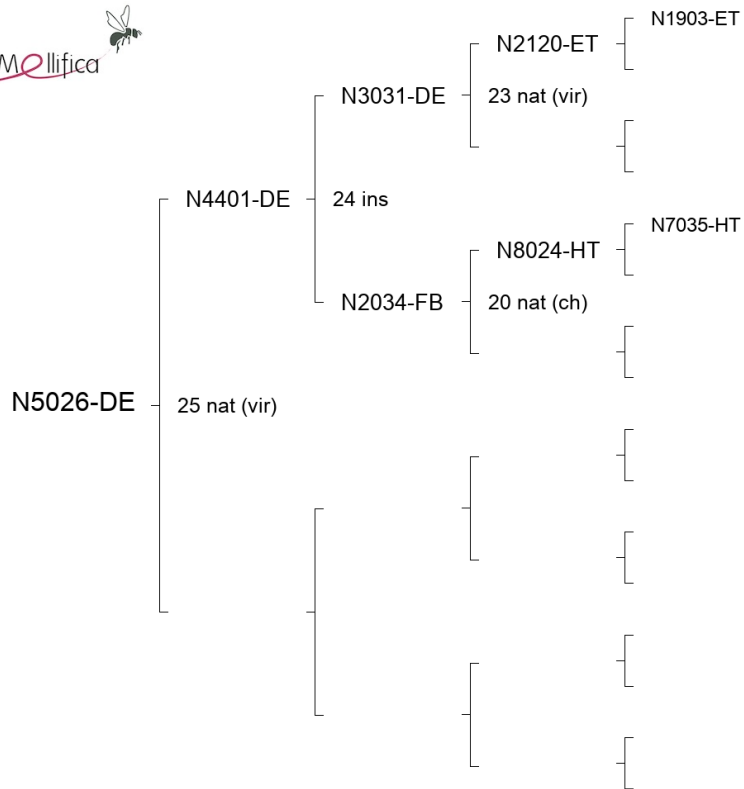 Mellifica
N1903-ET
N2120-ET
N3031-DE
23 nat (vir)
N4401-DE
24 ins
N7035-HT
N8024-HT
N2034-FB
20 nat (ch)
N5026-DE
25 nat (vir)